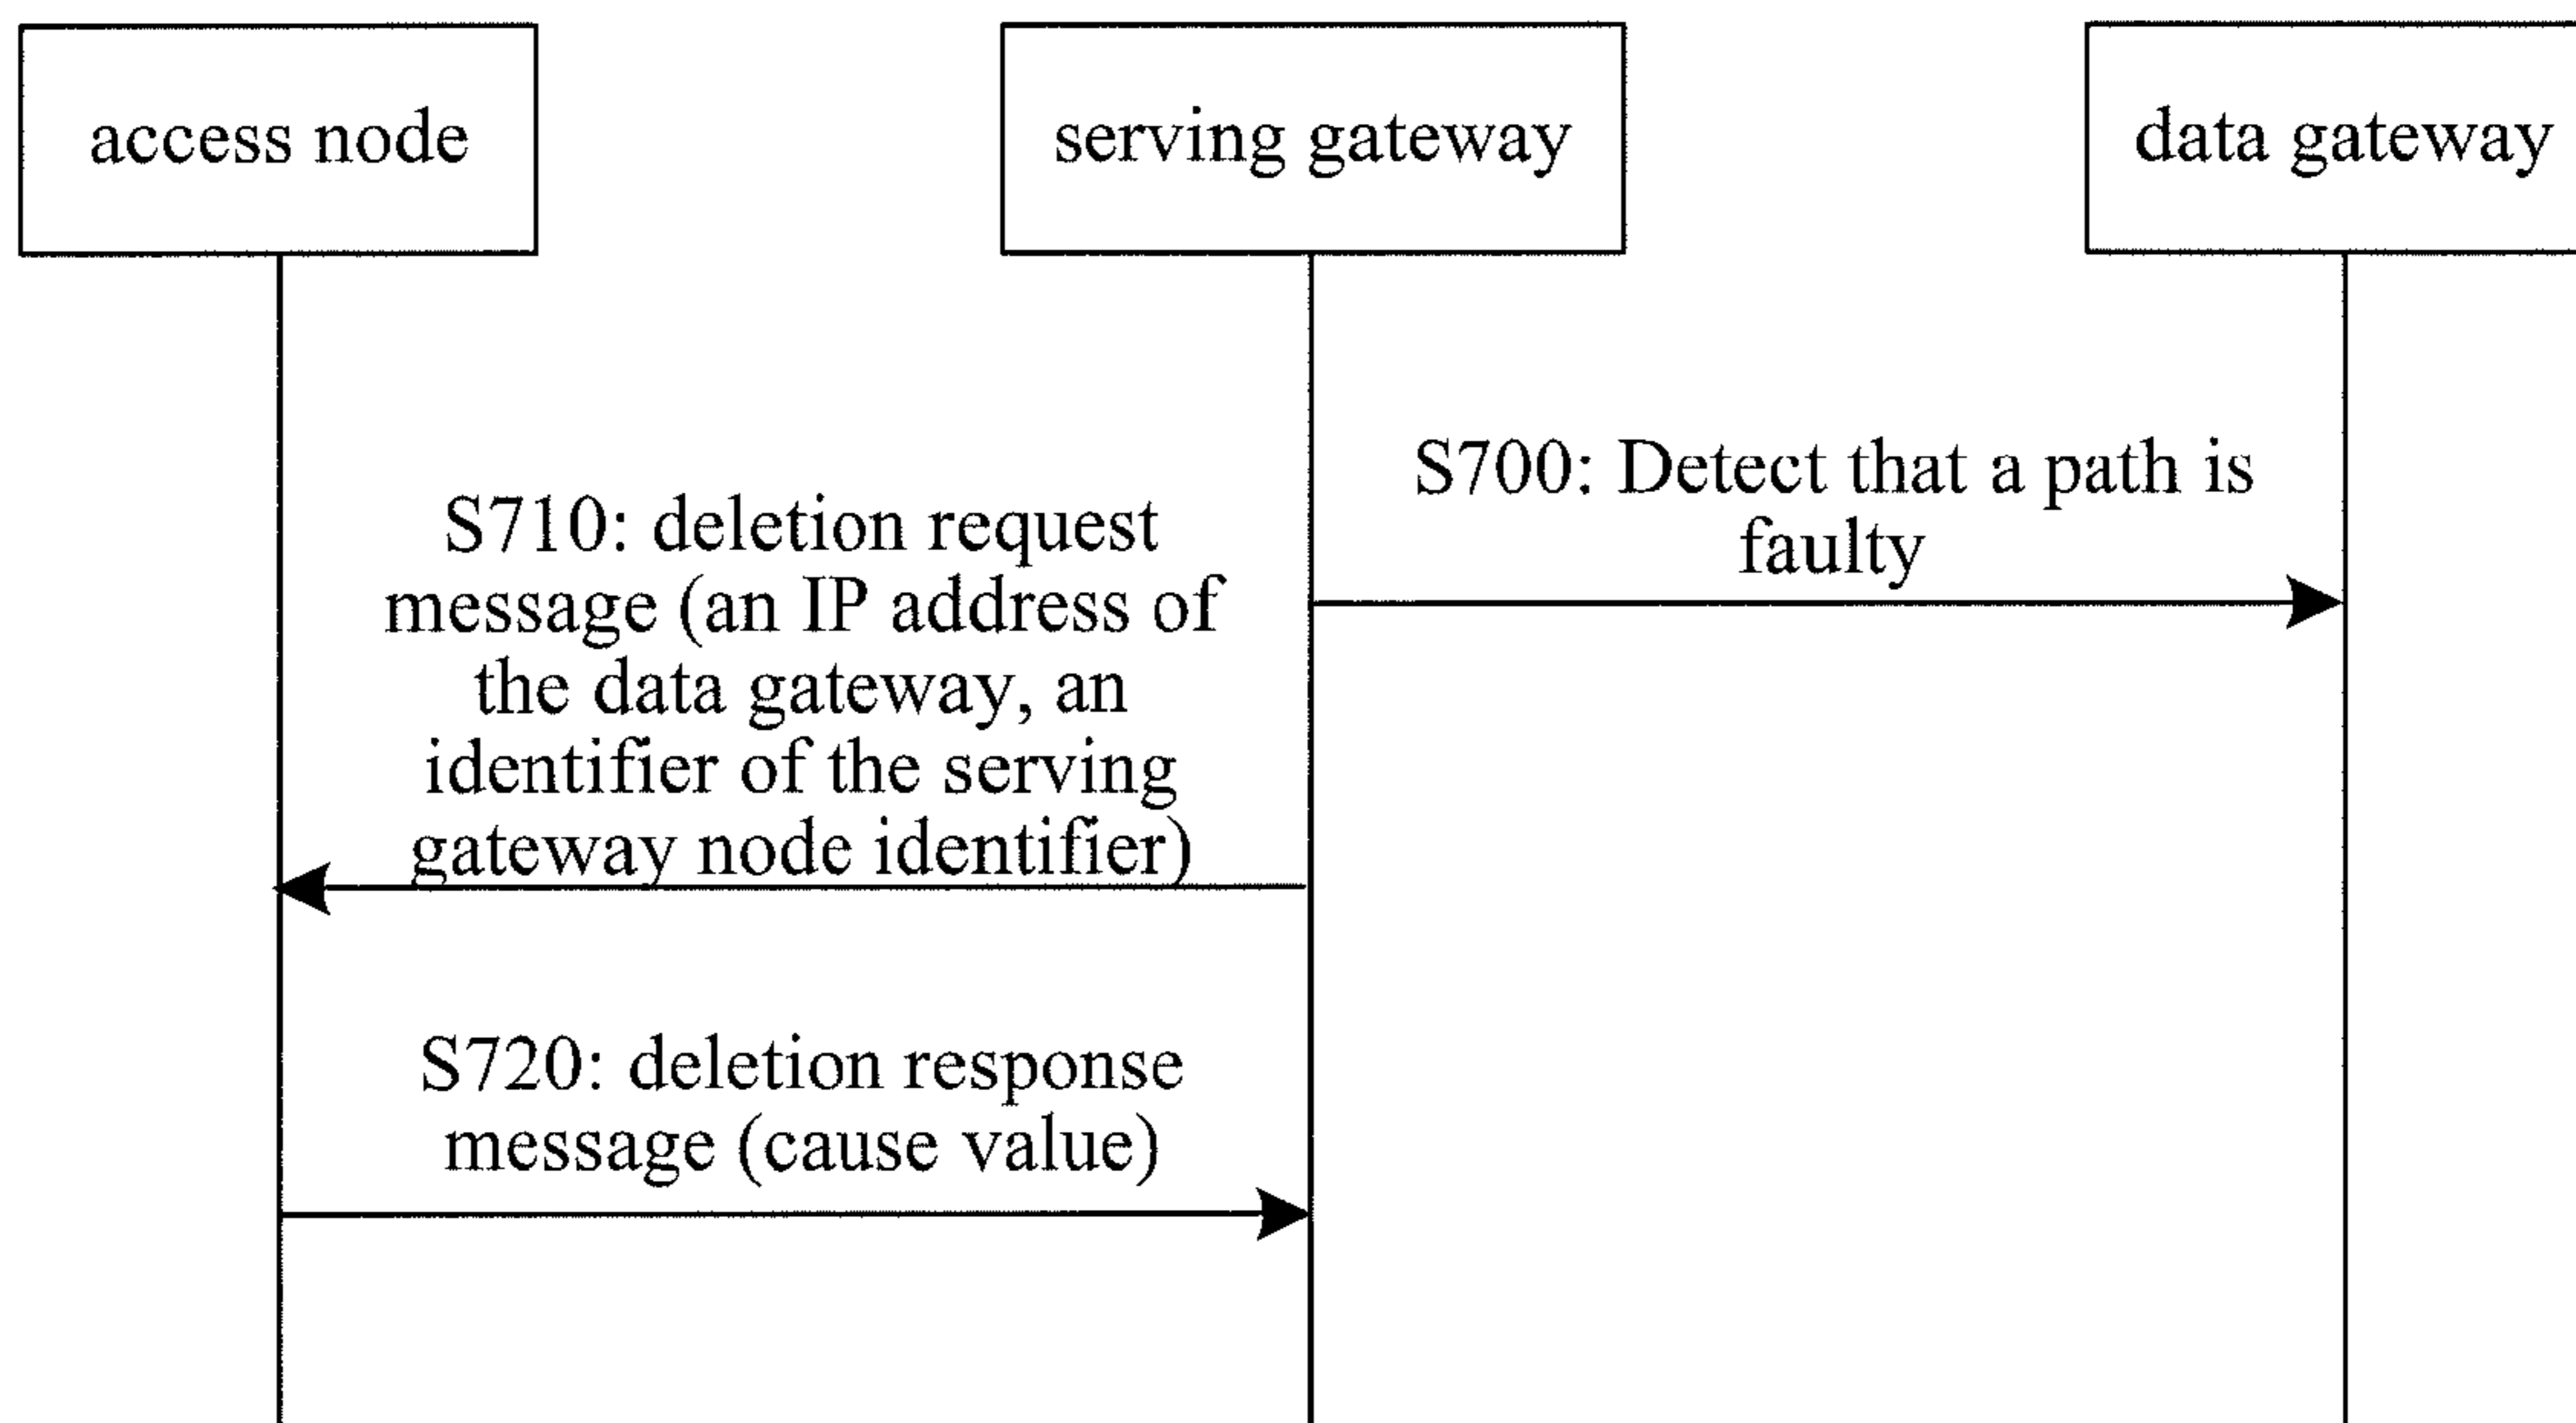 access node
serving gateway
data gateway
S700: Detect that a path is
faulty
S710: deletion request
message (an IP address of
the data gateway, an
identifier of the serving
gateway node identifier)
S720: deletion response
message (cause value)